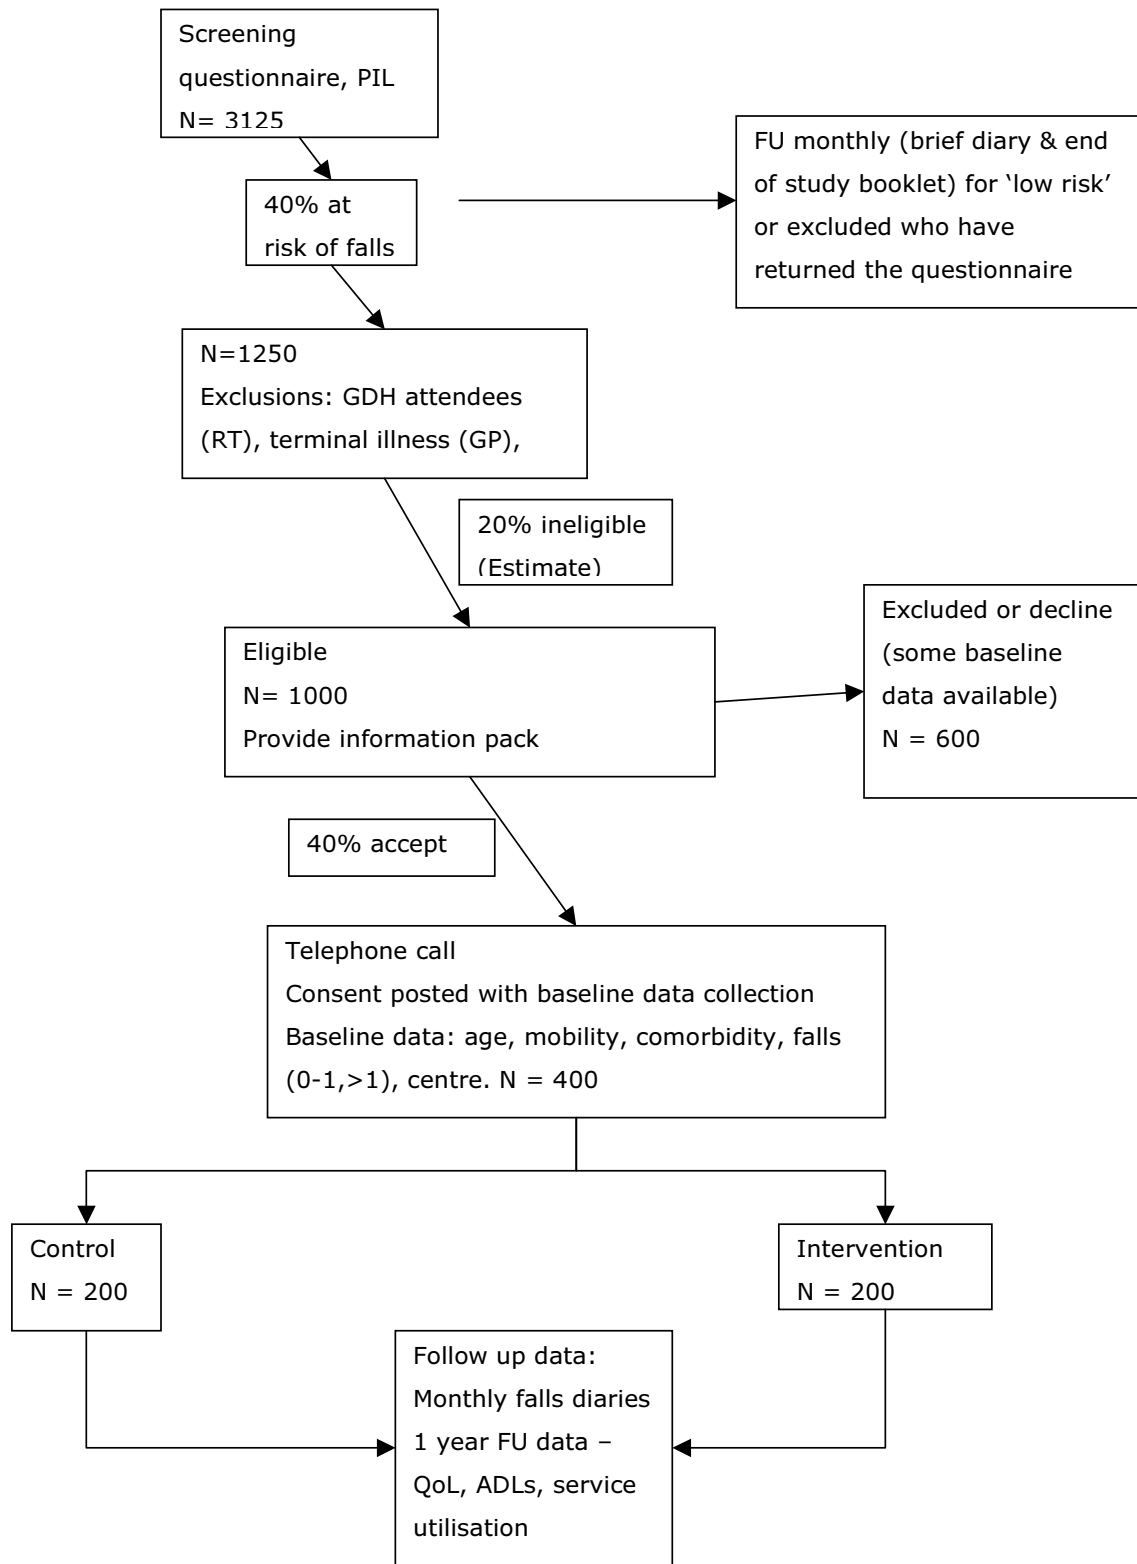 Screening
questionnaire, PIL
N= 3125
FU monthly (brief diary & end
of study booklet) for ‘low risk’
or excluded who have
returned the questionnaire
40% at
risk of falls
N=1250
Exclusions: GDH attendees
(RT), terminal illness (GP),
20% ineligible
(Estimate)
Eligible
N= 1000
Provide information pack
Excluded or decline
(some baseline
data available)
N = 600
40% accept
Telephone call
Consent posted with baseline data collection
Baseline data: age, mobility, comorbidity, falls
(0-1,>1), centre. N = 400
Control
N = 200
Intervention
N = 200
Follow up data:
Monthly falls diaries
1 year FU data –
QoL, ADLs, service
utilisation